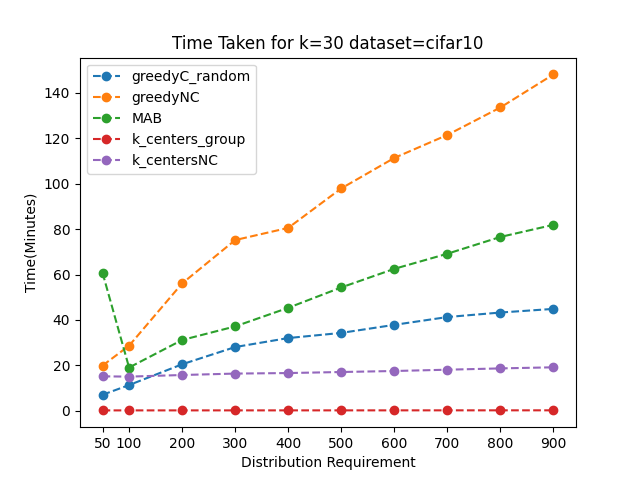 Time Taken for k=30 dataset=cifar10
greedyC_random
greedyNC
MAB
k_centers_group
k_centersNC
Time(Minutes)
140
120
100
80
60
40
20
0
50 100 200 300 400 500 600 700 800 900
Distribution Requirement